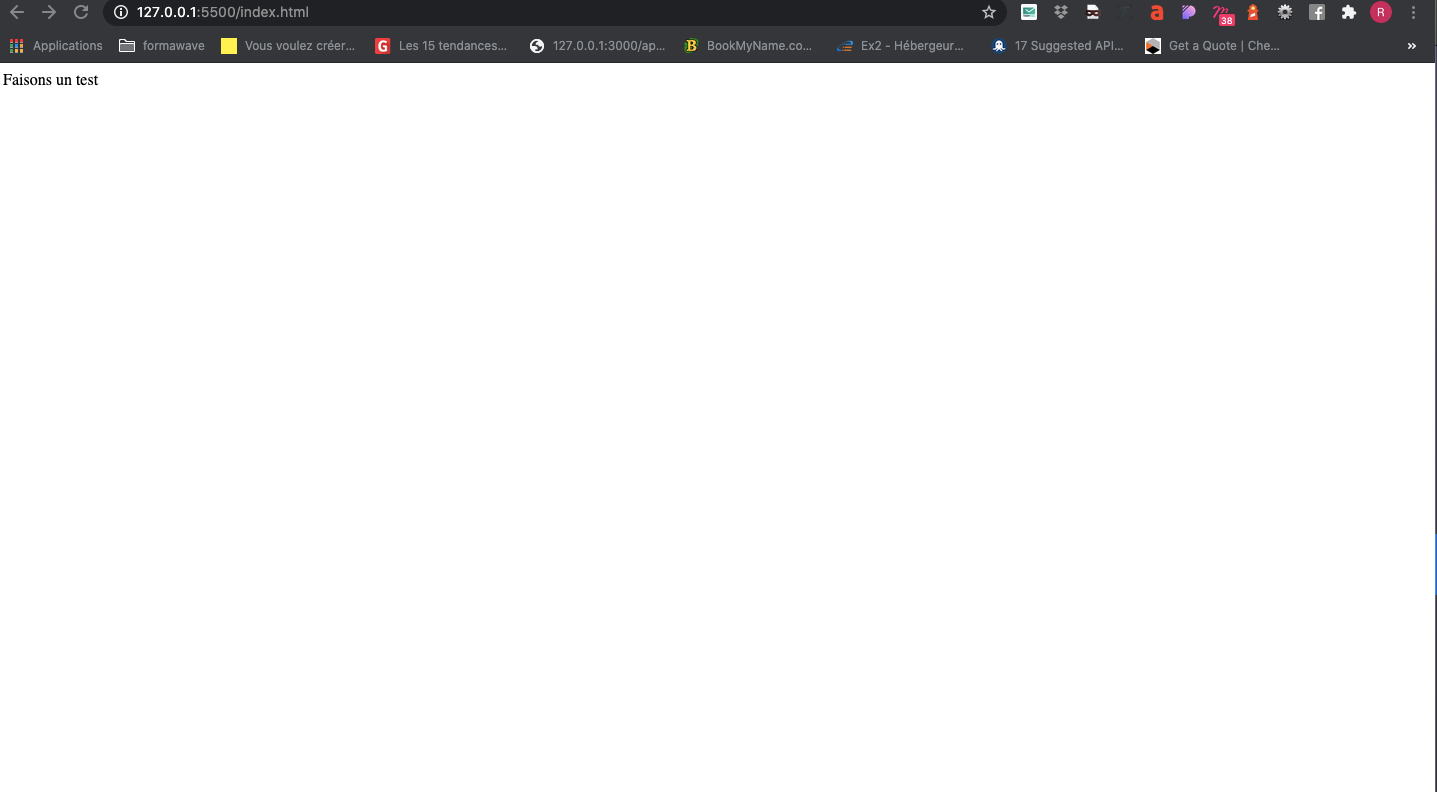 127.0.0.1:5500/index.html
38
R
Applications formawave Vous voulez créer... G Les 15 tendances... 127.0.0.1:3000/ap... B BookMyName.co... Ex2 - Hébergeur... 17 Suggested API... Get a Quote | Che... »
Faisons un test